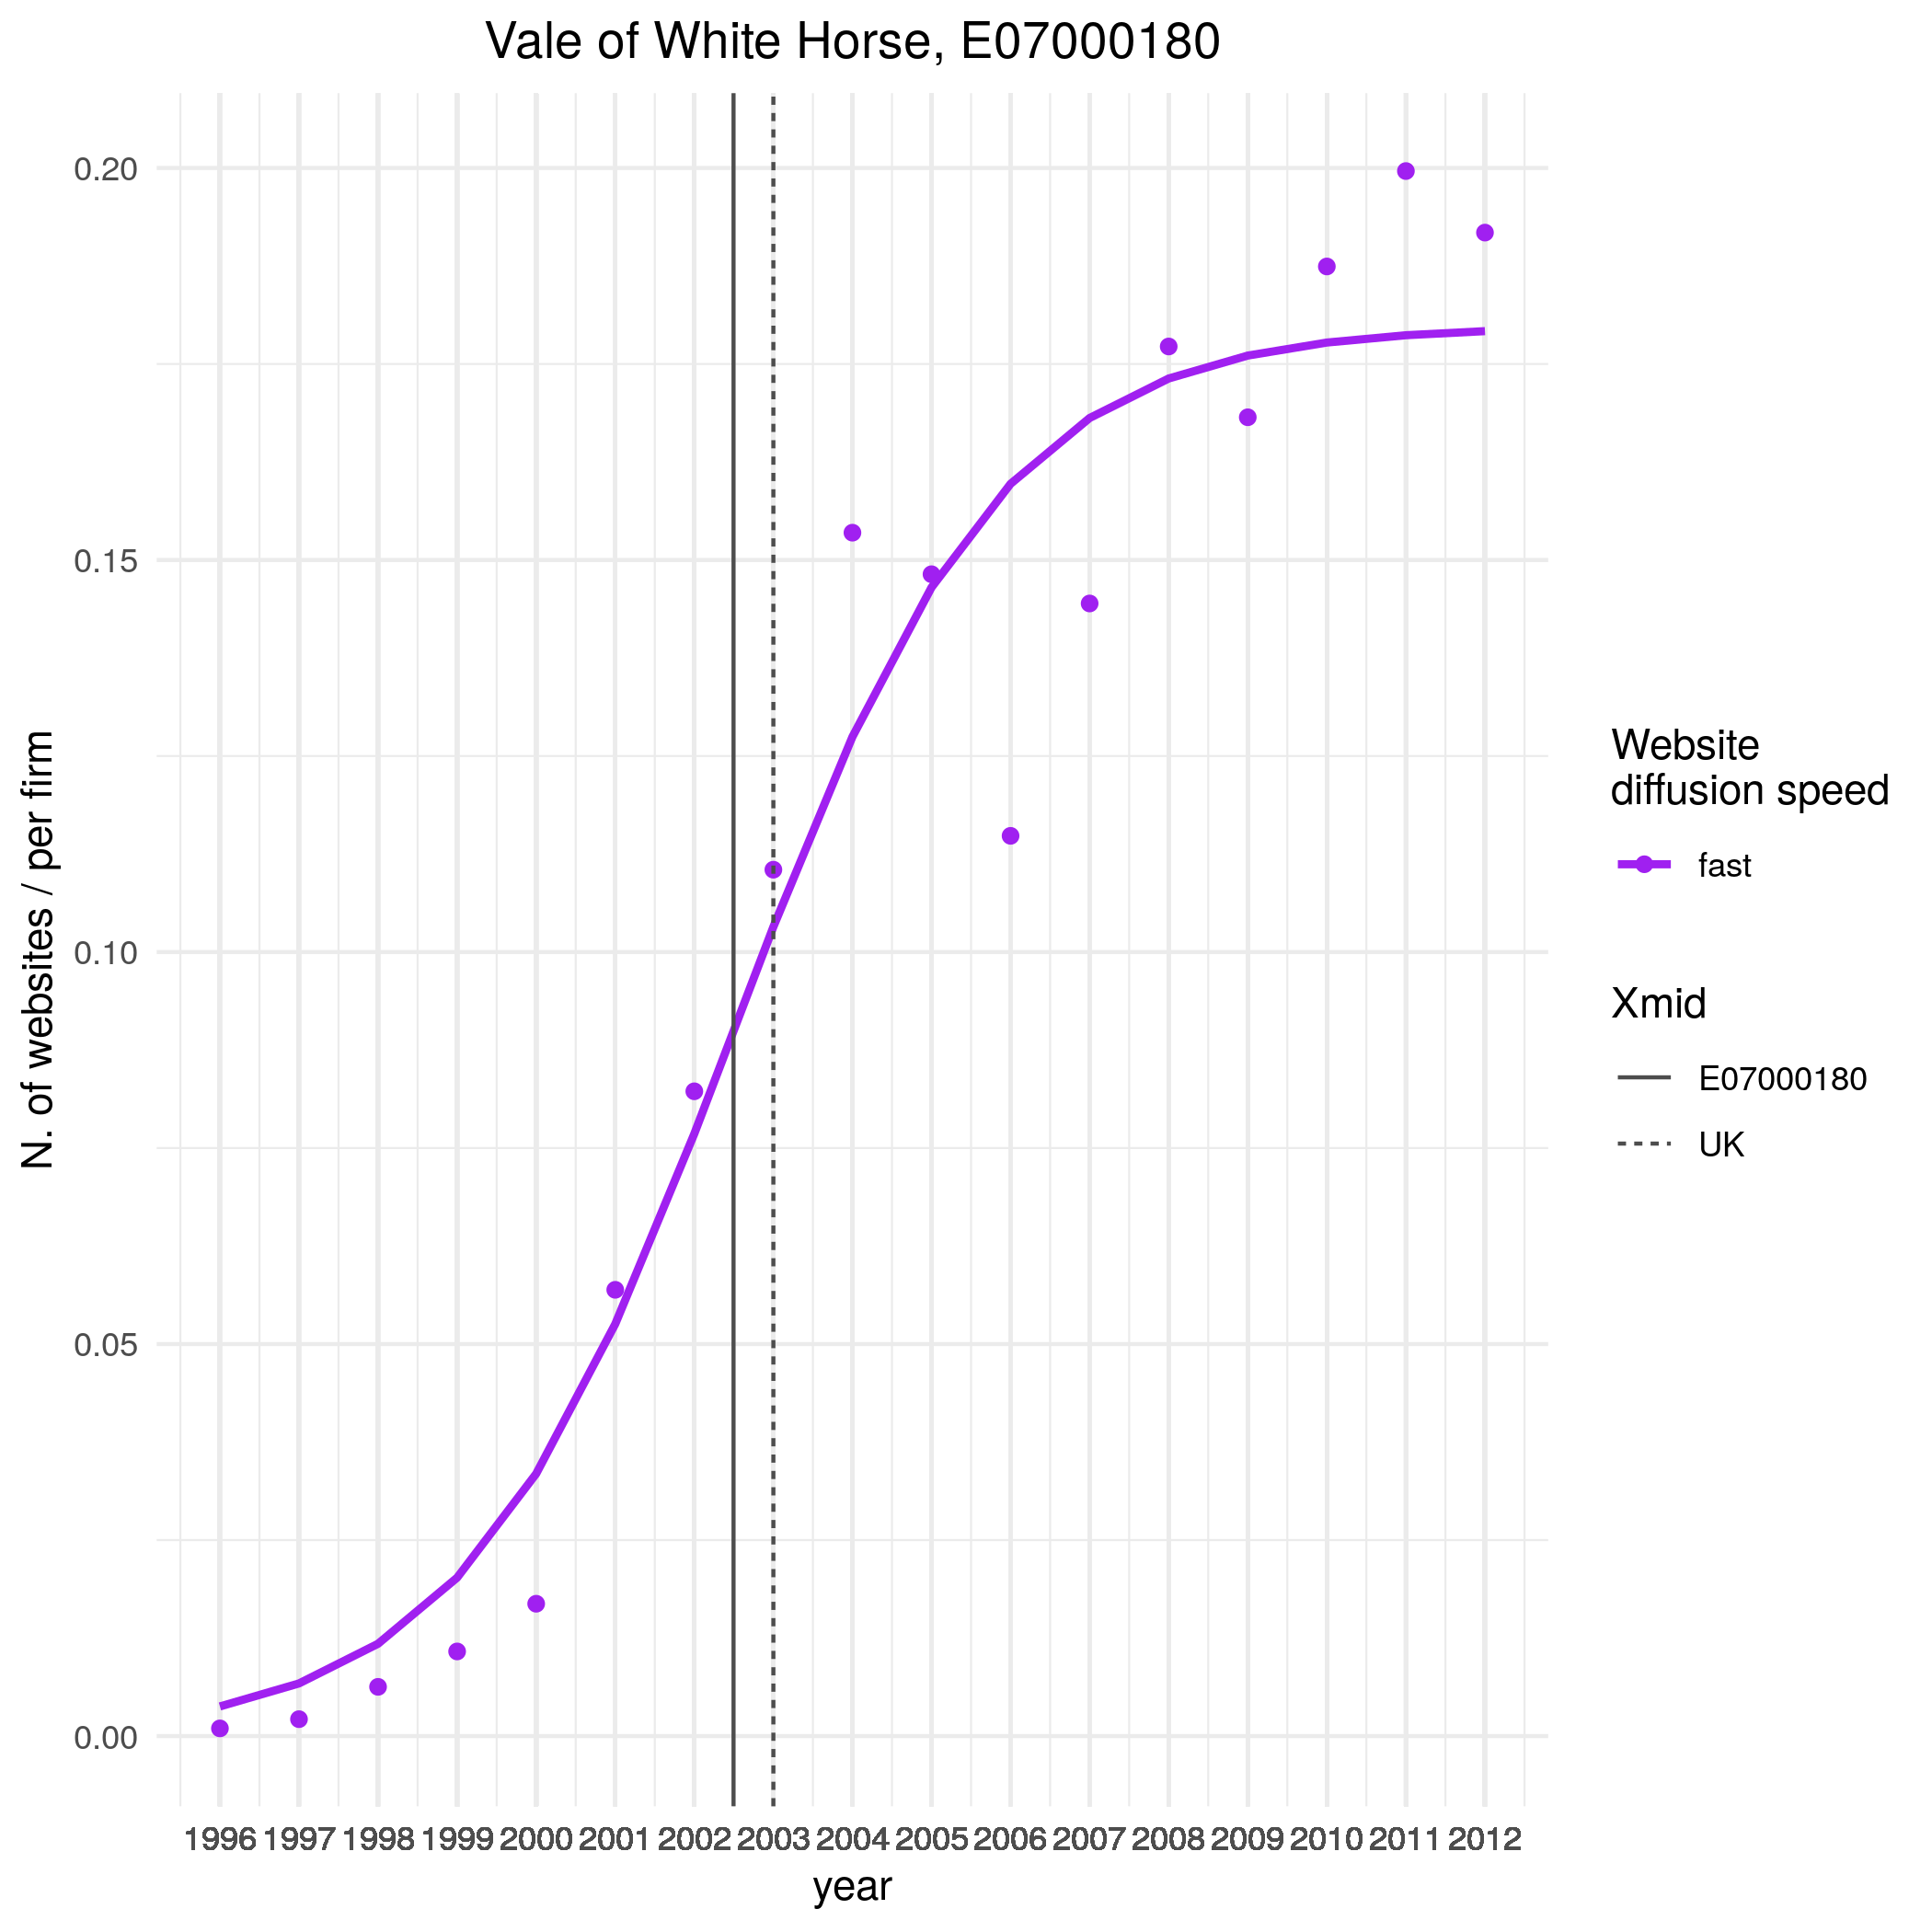 Vale of White Horse, E07000180
0.20
0.15
0.10
0.05
0.00
N. of websites / per firm
1996 1997 1998 1999 2000 2001 2002 2003 2004 2005 2006 2007 2008 2009 2010 2011 2012
year
Website
diffusion speed
fast
Xmid
E07000180
UK